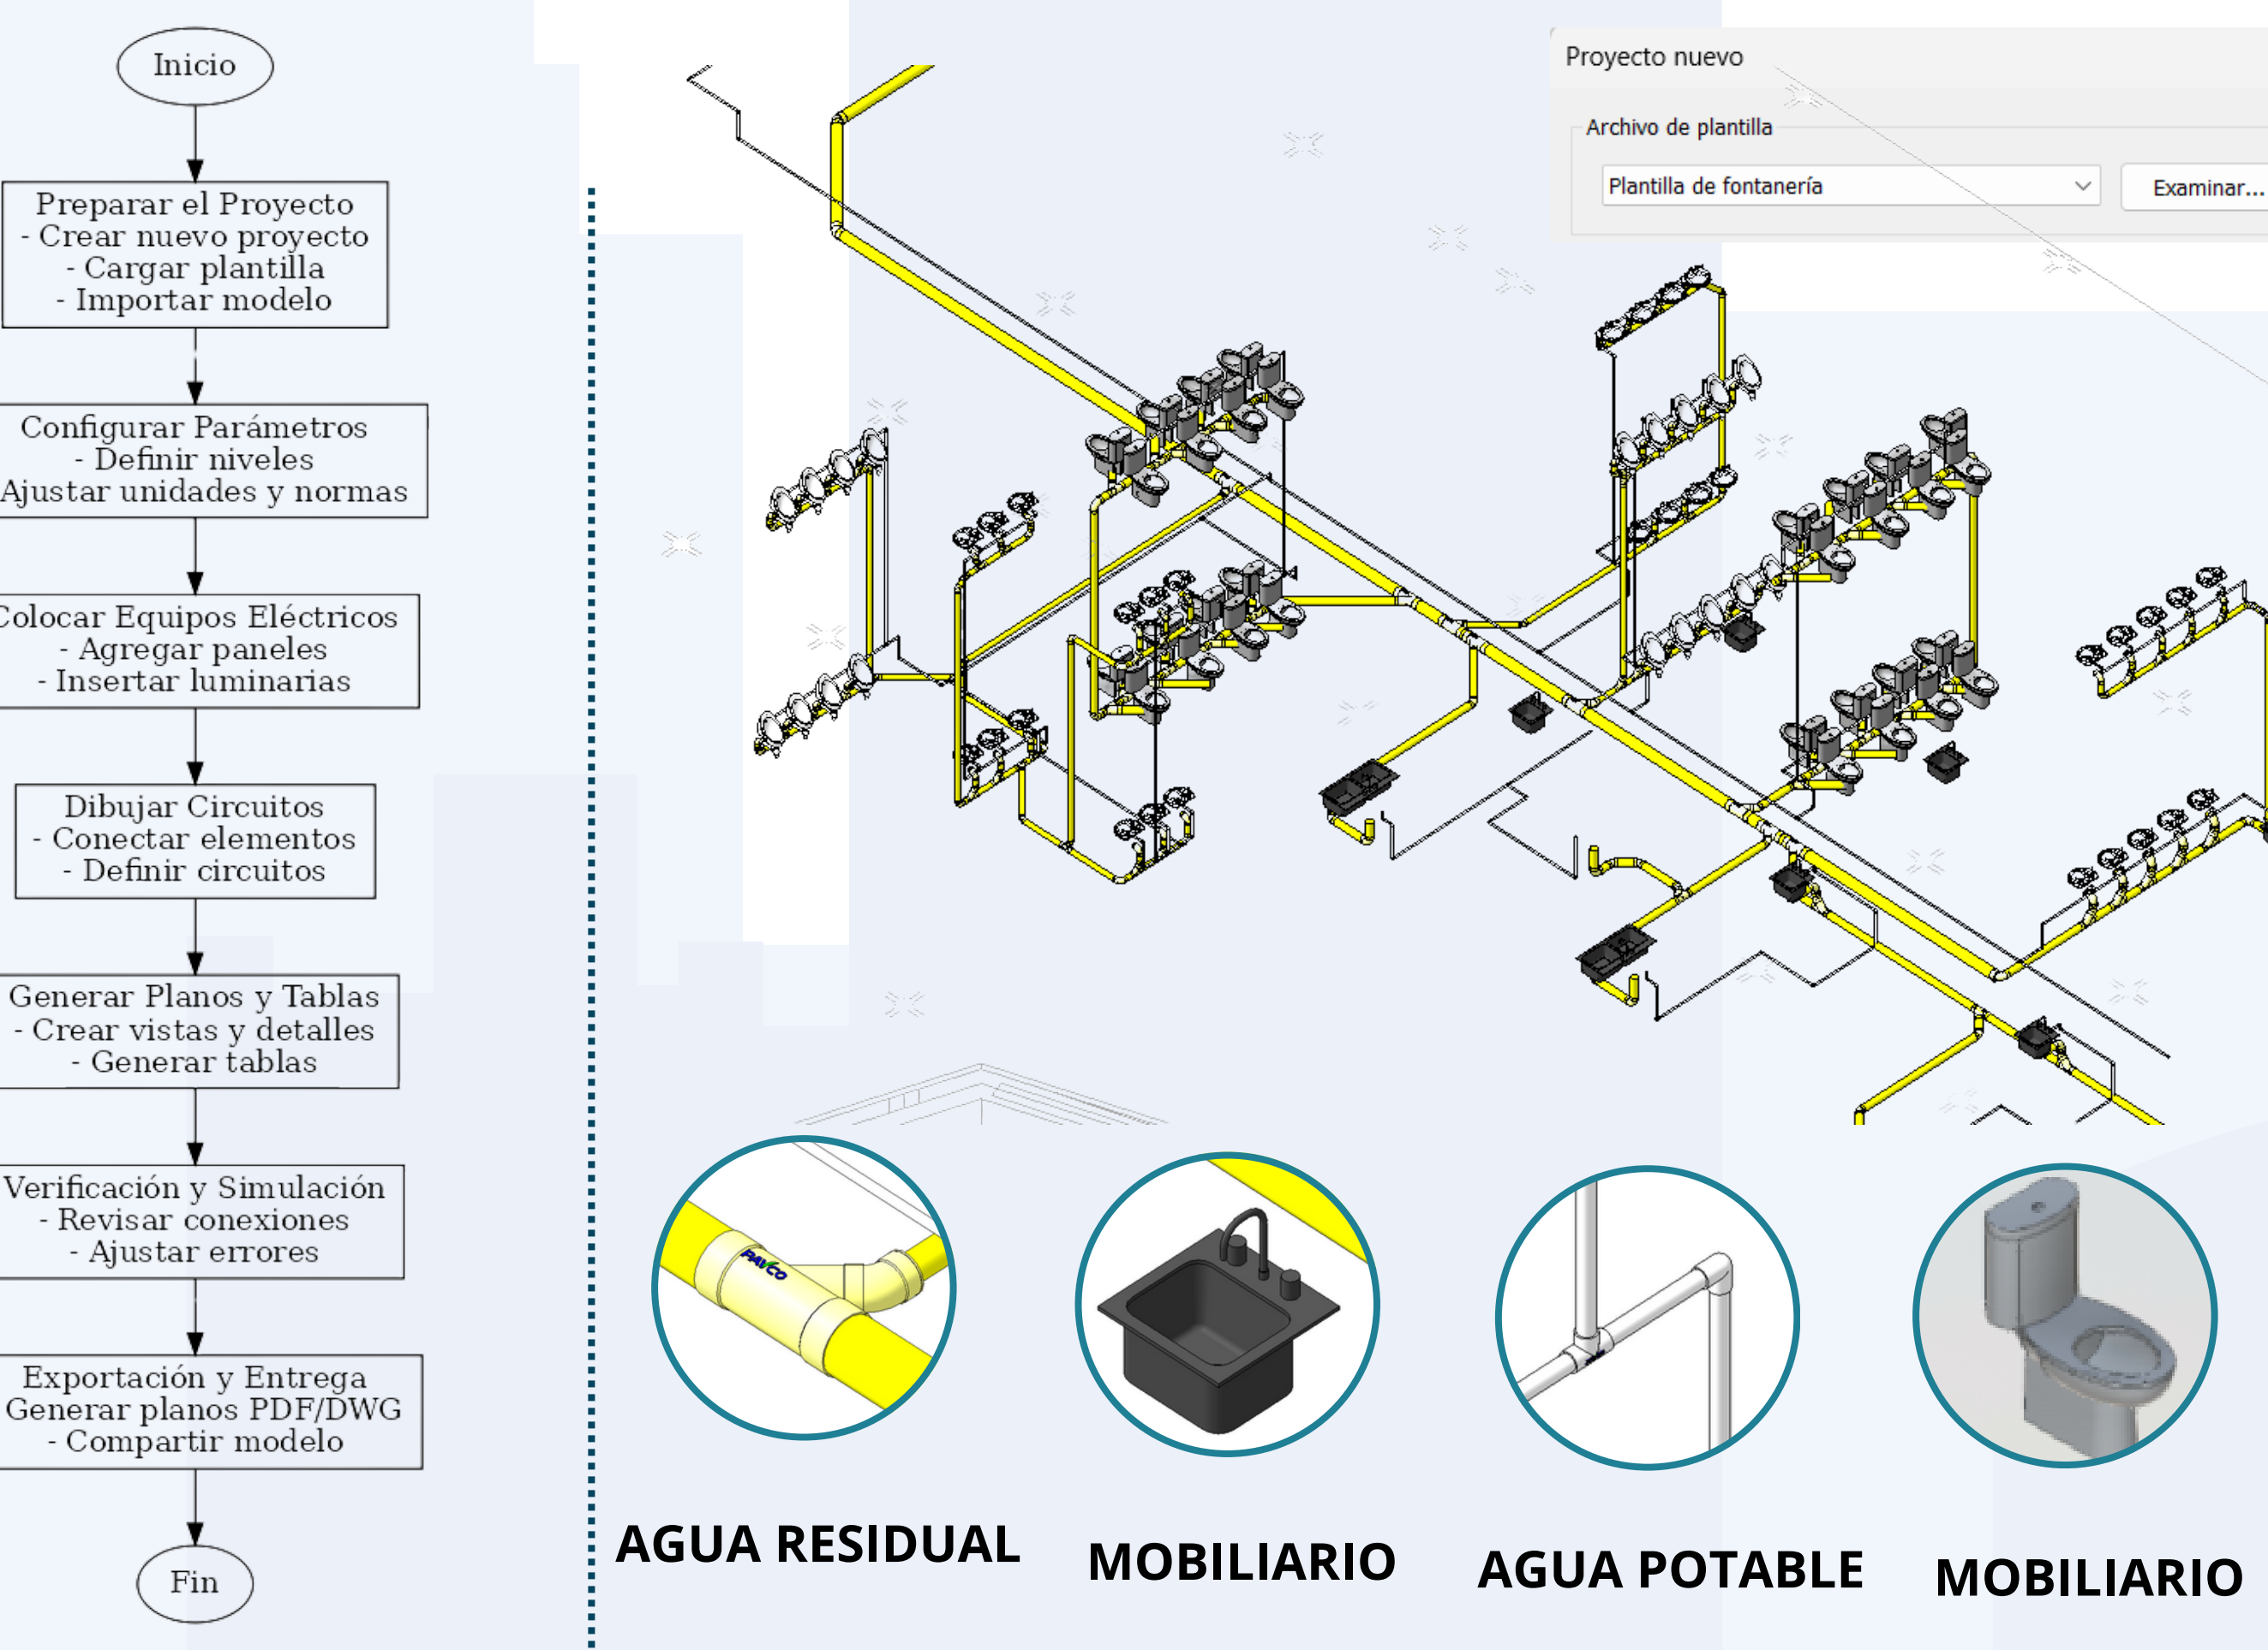 Inicio
Preparar el Proyecto
- Crear nuevo proyecto
- Cargar plantilla
- Importar modelo
Configurar Parámetros
- Definir niveles
Ajustar unidades y normas
Colocar Equipos Eléctricos
- Agregar paneles
- Insertar luminarias
Dibujar Circuitos
- Conectar elementos
- Definir circuitos
Generar Planos y Tablas
- Crear vistas y detalles
- Generar tablas
Verificación y Simulación
- Revisar conexiones
- Ajustar errores
Exportación y Entrega
Generar planos PDF/DWG
- Compartir modelo
Fin
Proyecto nuevo
Archivo de plantilla
Plantilla de fontanería
Examinar...
PAVCO
AGUA RESIDUAL
MOBILIARIO
AGUA POTABLE
MOBILIARIO